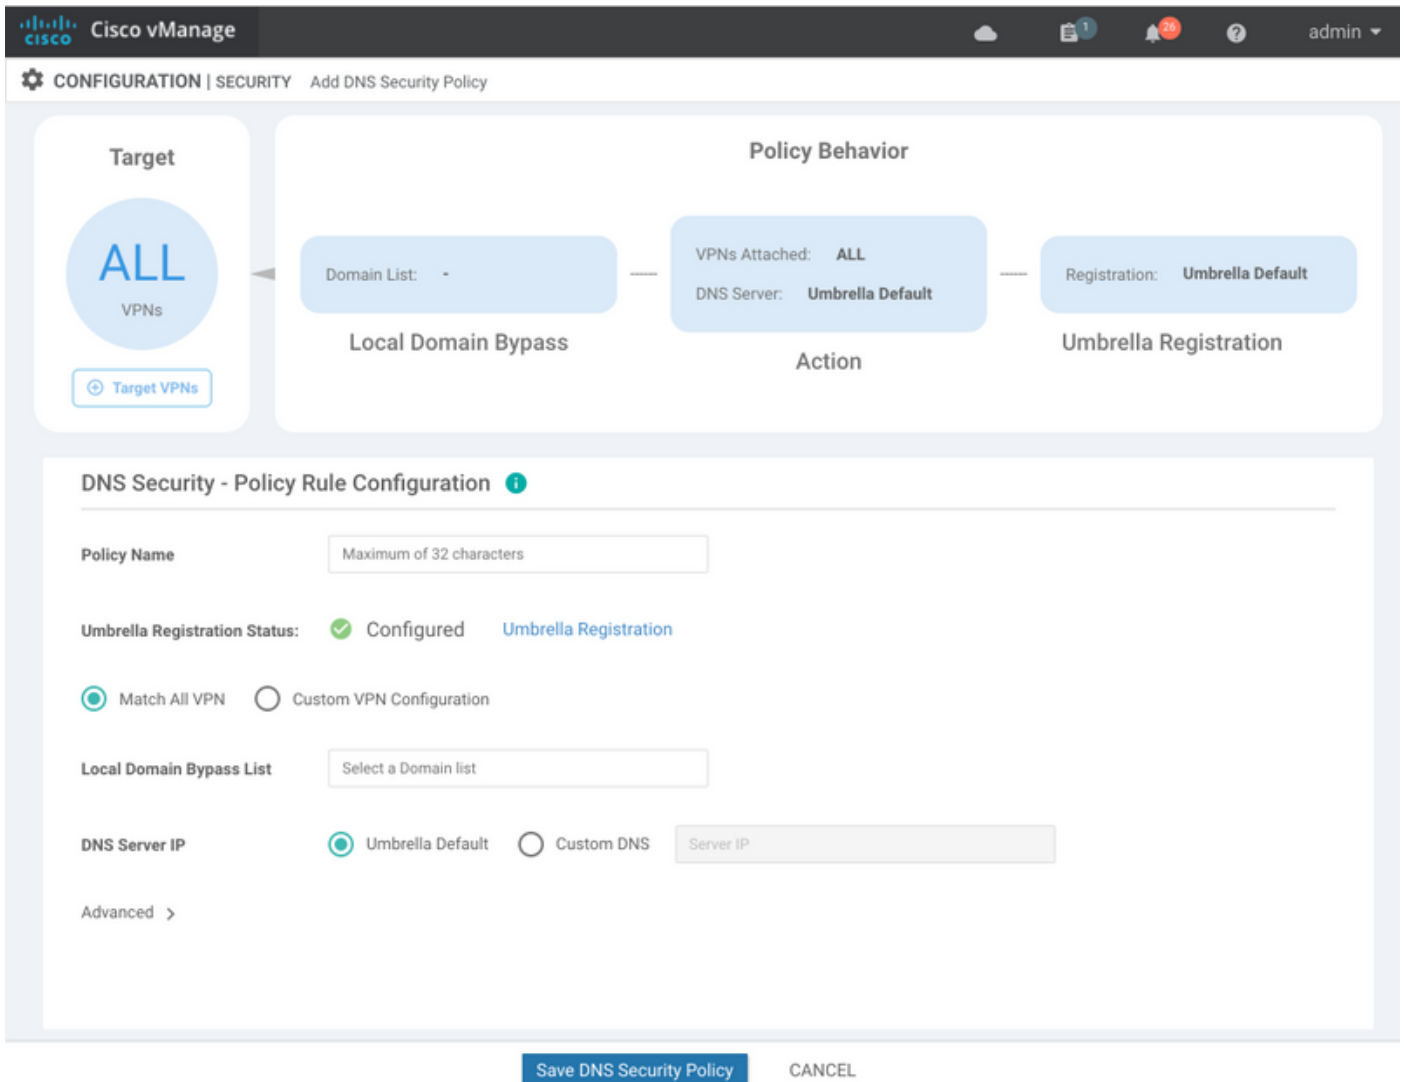 cisco Cisco vManage 1 26 admin
CONFIGURATION | SECURITY Add DNS Security Policy
Target
ALL
VPNs
Target VPNs
Policy Behavior
Domain List: -
Local Domain Bypass
VPNs Attached: ALL
DNS Server: Umbrella Default
Action
Registration: Umbrella Default
Umbrella Registration
DNS Security - Policy Rule Configuration
Policy Name Maximum of 32 characters
Umbrella Registration Status: Configured Umbrella Registration
Match All VPN Custom VPN Configuration
Local Domain Bypass List Select a Domain list
DNS Server IP Umbrella Default Custom DNS Server IP
Advanced >
Save DNS Security Policy CANCEL